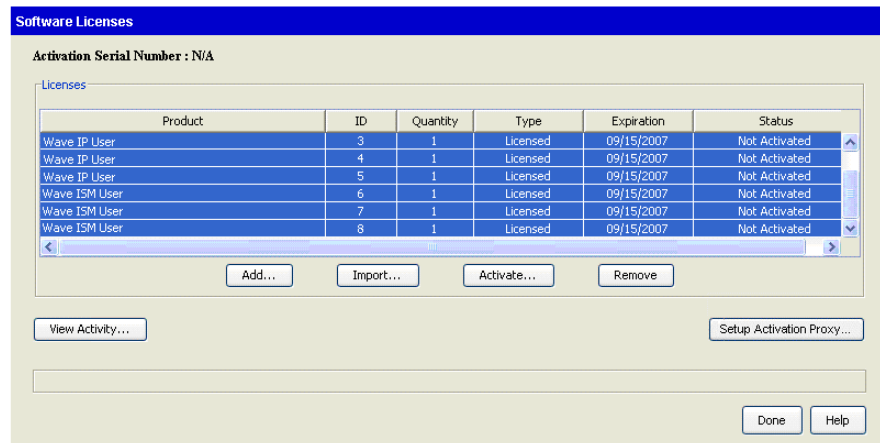 Software Licenses
Activation Serial Number : N/A
Licenses
Product ID Quantity Type Expiration Status
Wave IP User 3 1 Licensed 09/15/2007 Not Activated
Wave IP User 4 1 Licensed 09/15/2007 Not Activated
Wave IP User 5 1 Licensed 09/15/2007 Not Activated
Wave ISM User 6 1 Licensed 09/15/2007 Not Activated
Wave ISM User 7 1 Licensed 09/15/2007 Not Activated
Wave ISM User 8 1 Licensed 09/15/2007 Not Activated
Add... Import... Activate... Remove
View Activity... Setup Activation Proxy...
Done Help